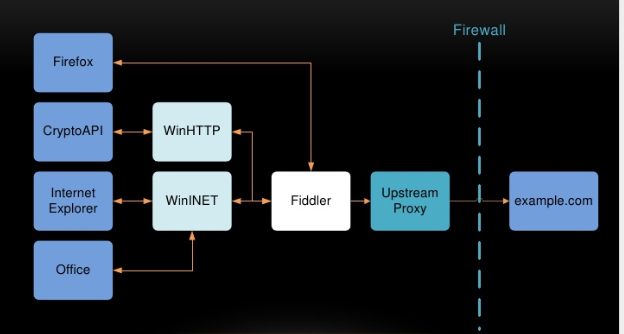 Firewall
Firefox
CryptoAPI
WinHTTP
Internet
Explorer
WinINET
Fiddler
Upstream
Proxy
example.com
Office